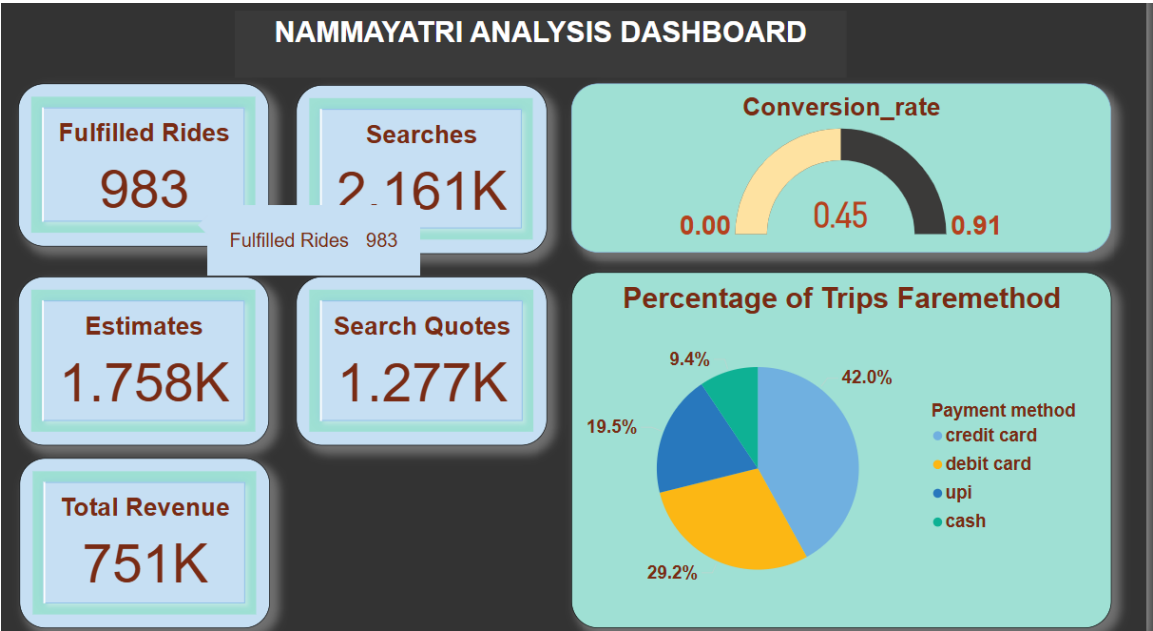 NAMMAYATRI ANALYSIS DASHBOARD
Fulfilled Rides
983
Searches
2.161K
Fulfilled Rides 983
Conversion_rate
0.00
0.45
0.91
Estimates
1.758K
Search Quotes
1.277K
Total Revenue
751K
Percentage of Trips Faremethod
9.4%
42.0%
19.5%
29.2%
Payment method
credit card
debit card
upi
cash